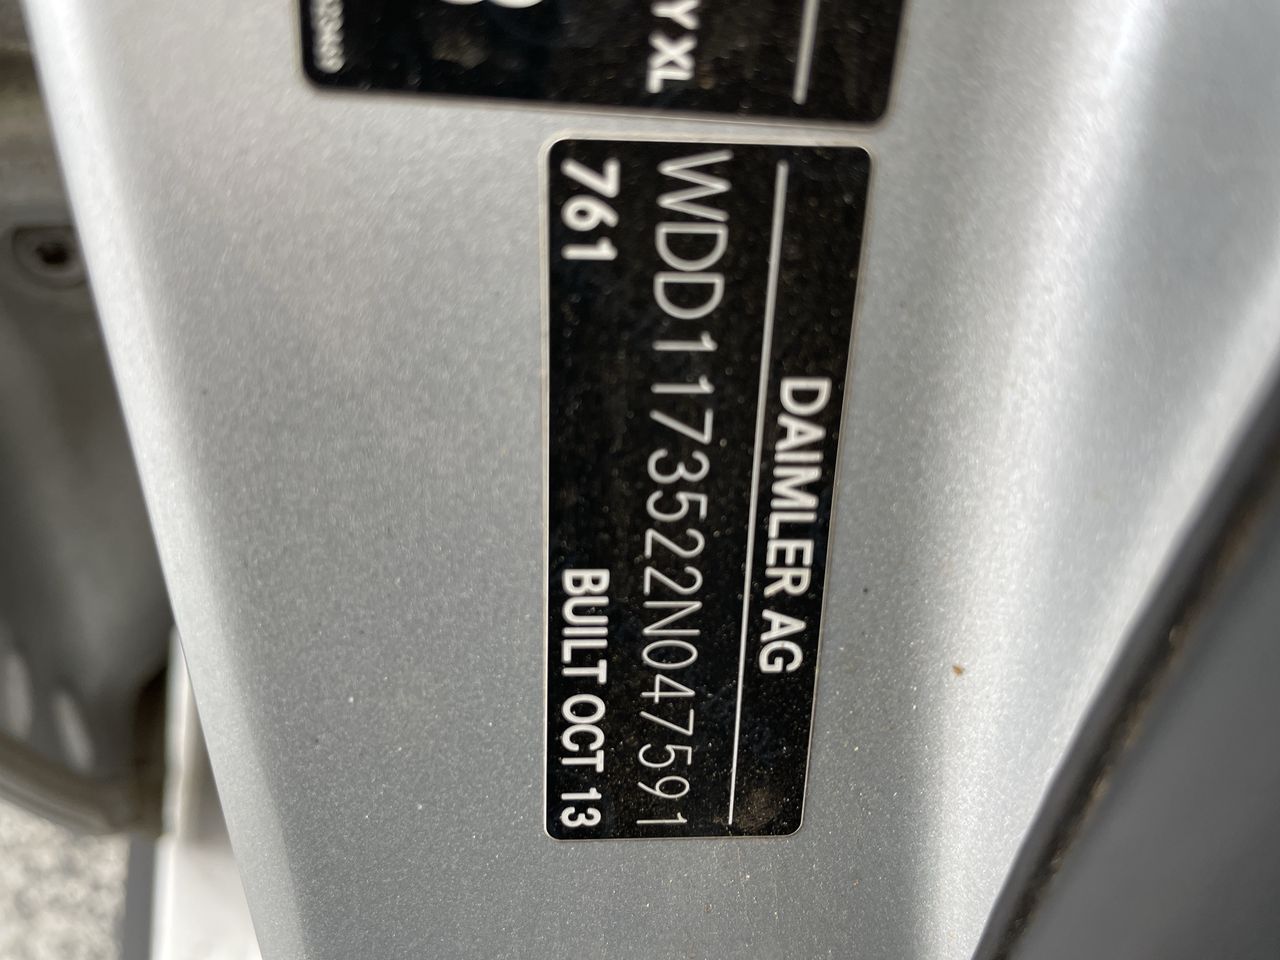 Y XL
DAIMLER AG
WDD1173522N047591
761 BUILT OCT 13